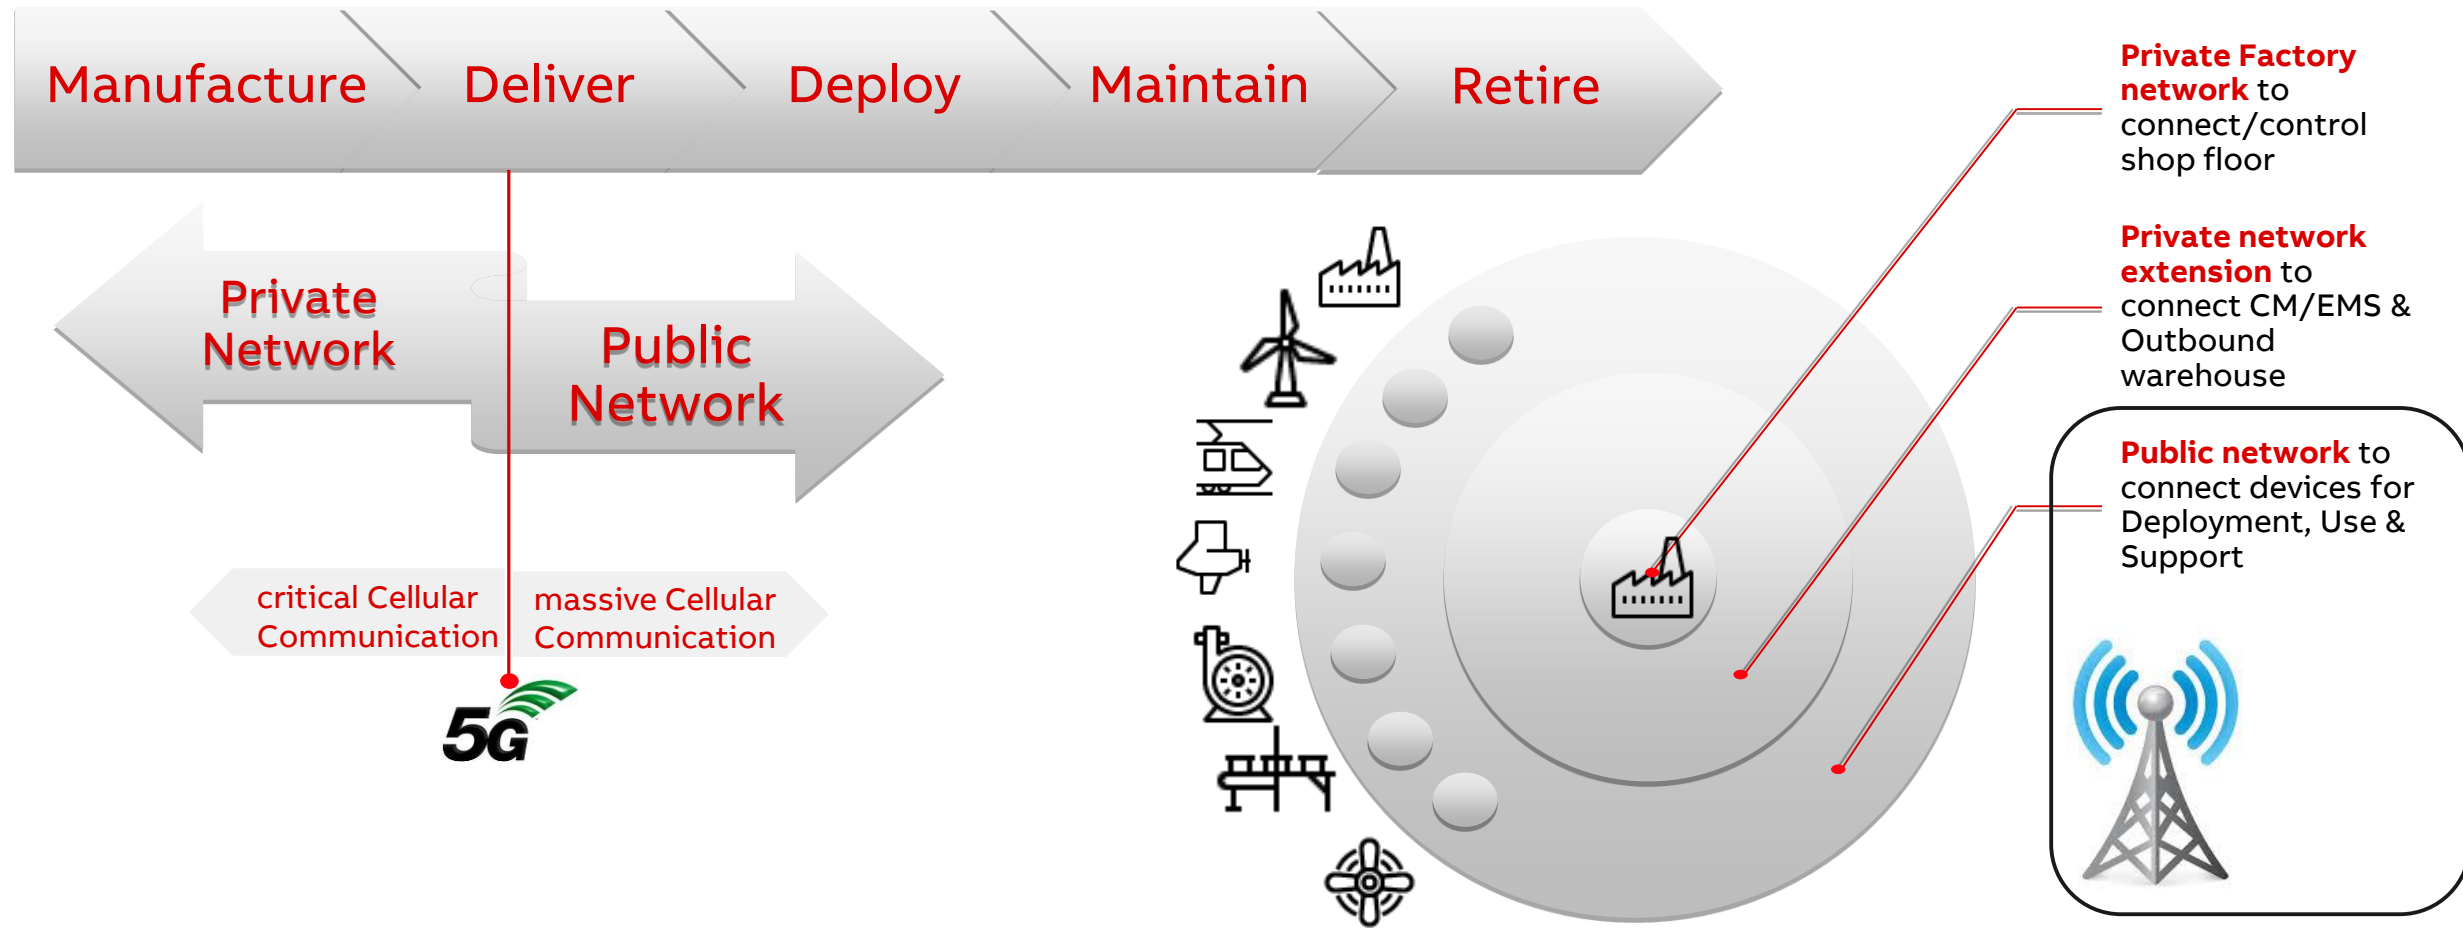 Manufacture
Deliver
Deploy
Maintain
Retire
Private
Network
Public
Network
critical Cellular
Communication
massive Cellular
Communication
5G
Private Factory
network to
connect/control
shop floor
Private network
extension to
connect CM/EMS &
Outbound
warehouse
Public network to
connect devices for
Deployment, Use &
Support